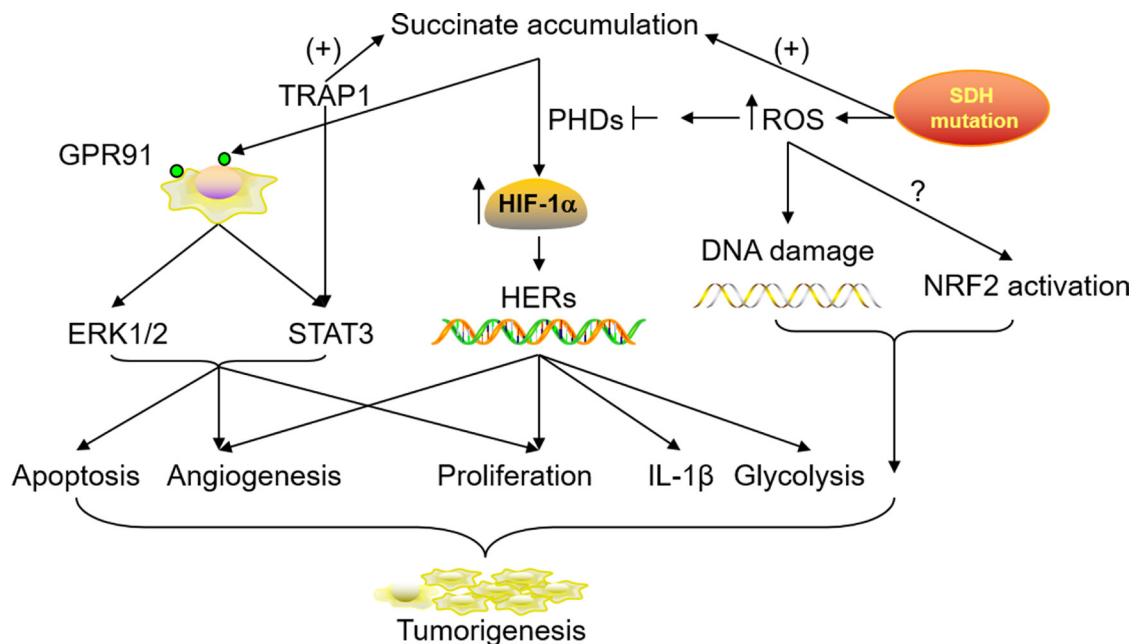 Succinate accumulation
(+)
(+)
TRAP1
PHDs
ROS
SDH
mutation
GPR91
HIF-1α
?
DNA damage
NRF2 activation
HERs
ERK1/2
STAT3
Apoptosis
Angiogenesis
Proliferation
IL-1β
Glycolysis
Tumorigenesis